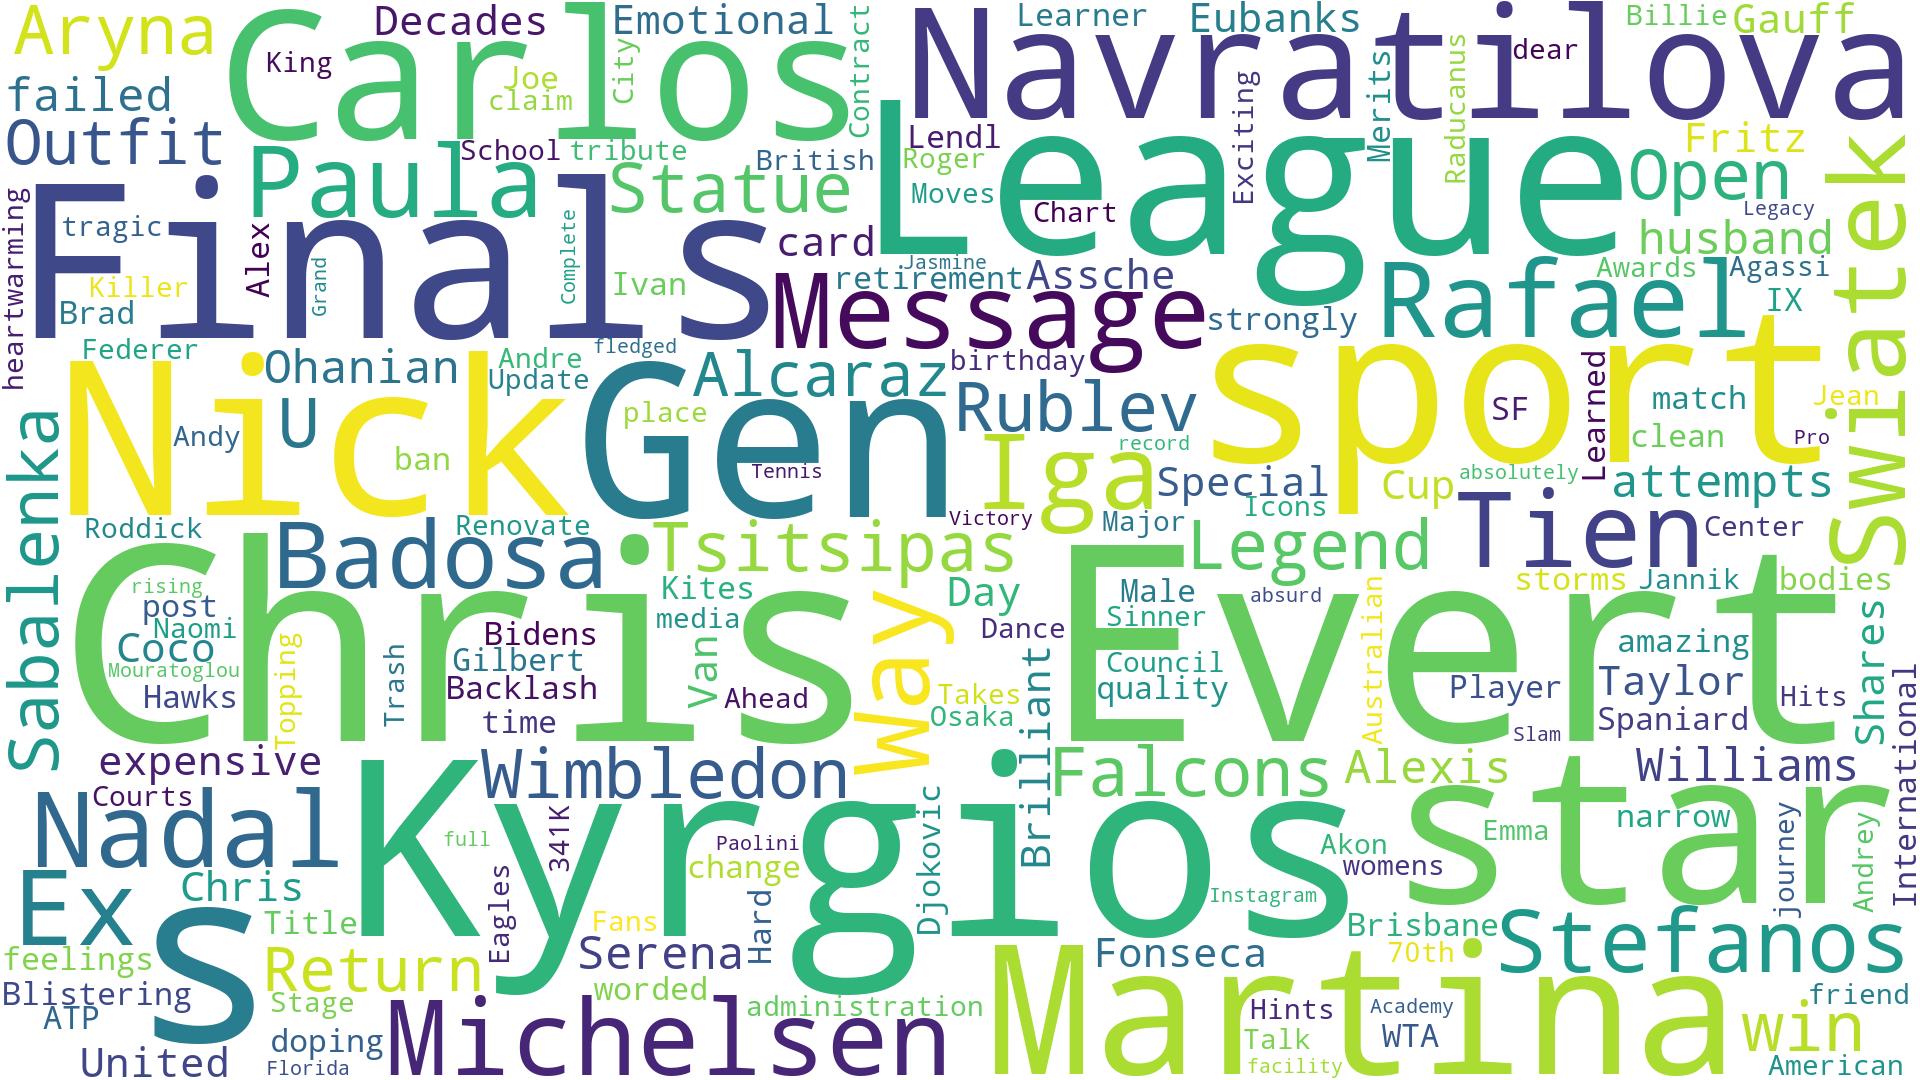 Aryna
Carlos
Decades
Emotional
Navratilova
Learner
Eubanks
Billie
Gauff
King
Joe
claim
City
Contract
dear
failed
Outfit
School
tribute
British
Lendl
Roger
Moves
Exciting
Merits
Raducanus
Fritz
Open
Swiatek
Paula
Statue
League
Chart
Legacy
husband
heartwarming
Finals
tragic
Alex
Grand
Complete
Ivan
card
Jasmine
retirement
Assche
Message
strongly
Rafael
Awards
Agassi
IX
Killer
Brad
Federer
Ohanian
Andre
Update
fledged
Alcaraz
birthday
Rublev
sport
SF
Learned
match
Jean
Nick
Andy
U
ban
Gen
place
Tennis
Iga
record
Special
Cup
absolutely
clean
Pro
attempts
Sabalenka
Roddick
Renovate
Badosa
Tsitsipas
Victory
Major
Icons
Legend
Tien
Center
Chris
rising
post
Naomi
Coco
Mouratoglou
Hawks
Topping
Trash
Bidens
Gilbert
Backlash
time
Kites
media
Van
Ahead
Way
Day
Dance
Takes
Osaka
Brilliant
Evert
Male
Sinner
Council
quality
absurd
Australian
storms
Jannik
bodies
amazing
Player
Taylor
Spaniard
Slam
Hits
Shares
International
expensive
Courts
Wimbledon
Falcons
Alexis
Williams
Nadal
Kyrgios
full
341K
Eagles
Paolini
change
Hard
Djokovic
Instagram
Akon
womens
Emma
star
narrow
journey
Andrey
Ex
Chris
S
Title
Fans
Serena
Return
worded
Fonseca
Brisbane
70th
Stefanos
feelings
Blistering
ATP
United
Stage
doping
Florida
Michelsen
administration
Martina
Hints
Talk
facility
Academy
WTA
win
friend
American